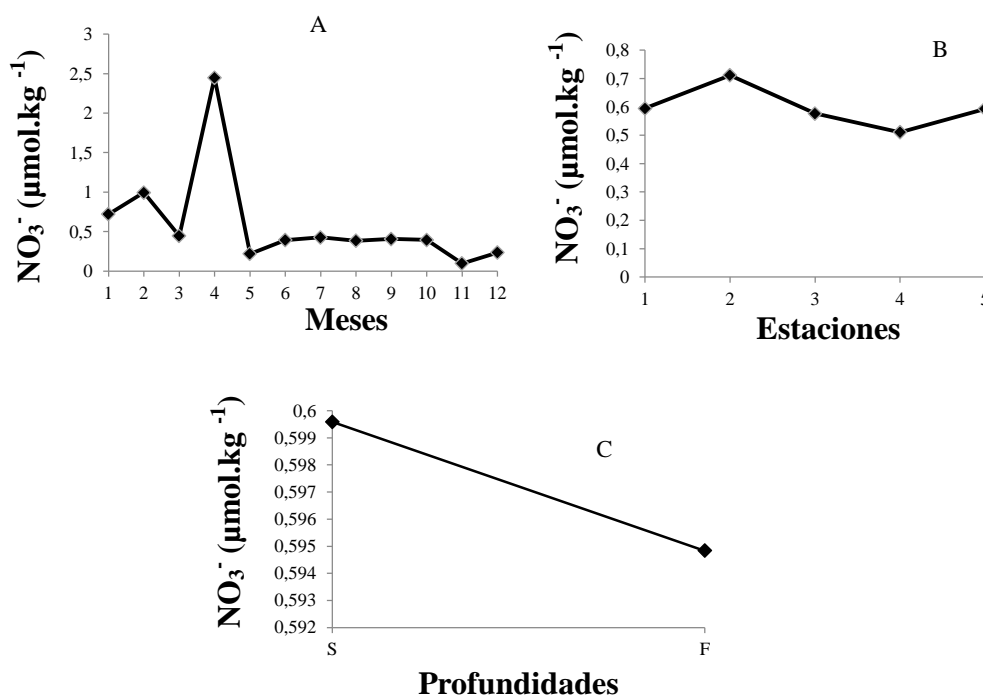 A
NO₃⁻ (µmol.kg ⁻¹)
3
2,5
2
1,5
1
0,5
0
1 2 3 4 5 6 7 8 9 10 11 12
Meses
B
NO₃⁻ (µmol.kg ⁻¹)
0,8
0,7
0,6
0,5
0,4
0,3
0,2
0,1
0
1 2 3 4 5
Estaciones
C
NO₃⁻ (µmol.kg ⁻¹)
0,6
0,599
0,598
0,597
0,596
0,595
0,594
0,593
0,592
S F
Profundidades